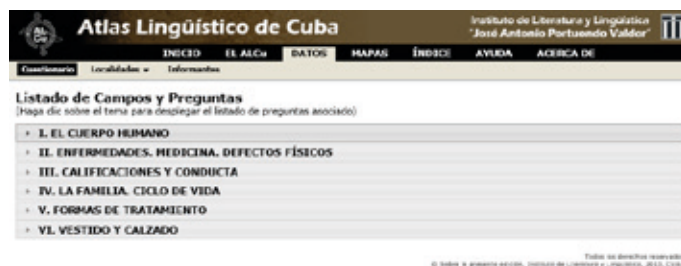 Atlas Lingüístico de Cuba
Instituto de Literatura y Lingüística
"José Antonio Portuondo Valdor"
INICIO EL ALCu DATOS MAPAS ÍNDICE AYUDA ACERCA DE
Cuestionario Localidades Informantes
Listado de Campos y Preguntas
(Haga clic sobre el tema para desplegar el listado de preguntas asociado)
I. EL CUERPO HUMANO
II. ENFERMEDADES. MEDICINA. DEFECTOS FÍSICOS
III. CALIFICACIONES Y CONDUCTA
IV. LA FAMILIA. CICLO DE VIDA
V. FORMAS DE TRATAMIENTO
VI. VESTIDO Y CALZADO
Todos los derechos